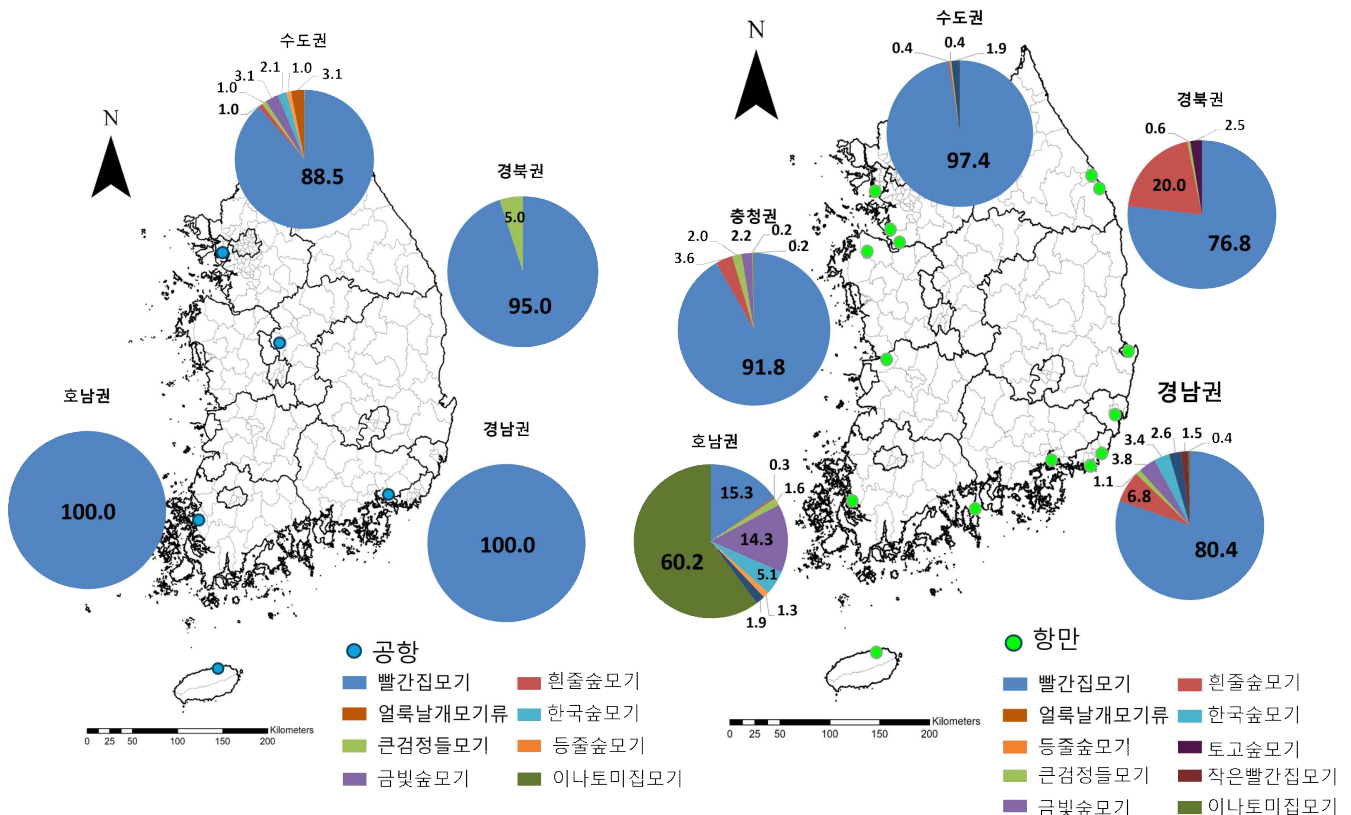 수도권
N
1.0
1.0
3.1
2.1
1.0
3.1
88.5
경북권
5.0
95.0
호남권
100.0
경남권
100.0
공항
빨간집모기
흰줄숲모기
얼룩날개모기류
한국숲모기
큰검정들모기
등줄숲모기
금빛숲모기
이나토미집모기
Kilometers
0 25 50 100 150 200
수도권
N
0.4
0.4
1.9
97.4
경북권
0.6
2.5
20.0
76.8
충청권
3.6
2.0
2.2
0.2
0.2
91.8
호남권
15.3
0.3
1.6
14.3
5.1
1.3
1.9
60.2
경남권
1.1
3.8
3.4
2.6
1.5
0.4
6.8
80.4
항만
빨간집모기
흰줄숲모기
얼룩날개모기류
한국숲모기
등줄숲모기
토고숲모기
큰검정들모기
작은빨간집모기
금빛숲모기
이나토미집모기
Kilometers
0 25 50 100 150 200